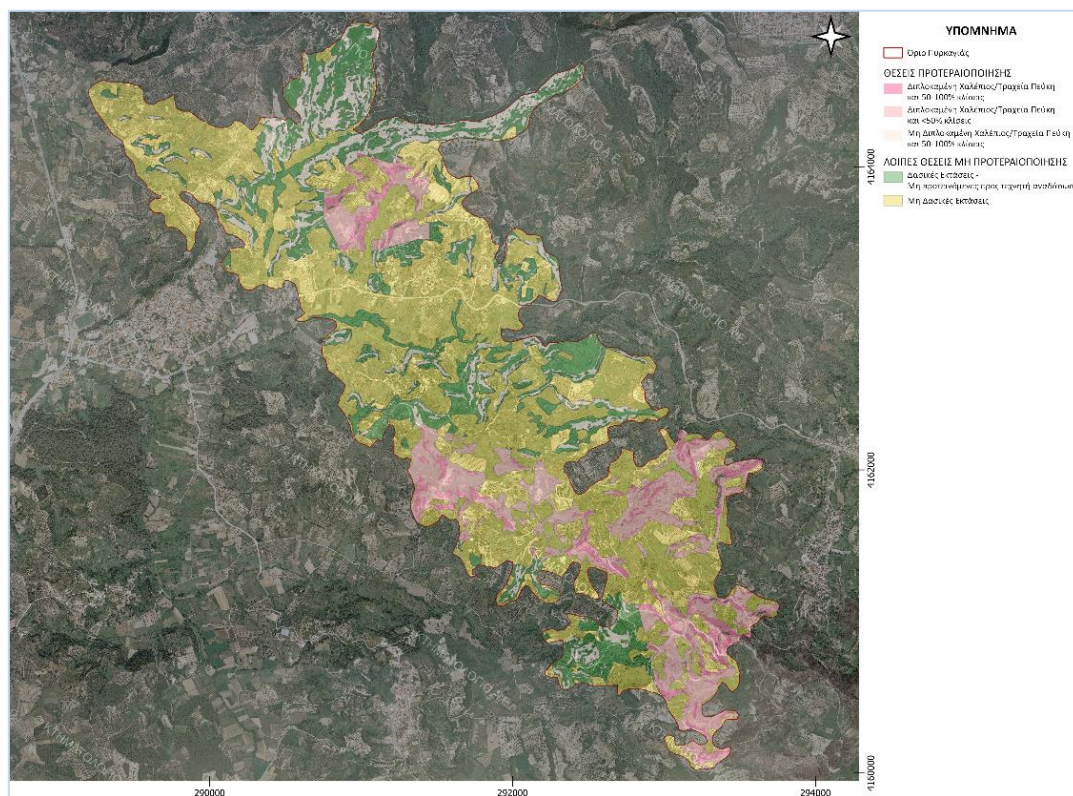 ΥΠΟΜΝΗΜΑ
Όριο Πυρκαγιάς
ΘΕΣΕΙΣ ΠΡΟΤΕΡΑΙΟΠΟΙΗΣΗΣ
Διπλοκαμένη Χαλέπιος/Τραχεία Πεύκη
και 50-100% κλίσεις
Διπλοκαμένη Χαλέπιος/Τραχεία Πεύκη
και <50% κλίσεις
Μη Διπλοκαμένη Χαλέπιος/Τραχεία Πεύκη
και 50-100% κλίσεις
ΛΟΙΠΕΣ ΘΕΣΕΙΣ ΜΗ ΠΡΟΤΕΡΑΙΟΠΟΙΗΣΗΣ
Δασικές Εκτάσεις -
Μη προτεινόμενες προς τεχνητή αναδάσωση
Μη Δασικές Εκτάσεις
4164000
4162000
4160000
290000
292000
294000